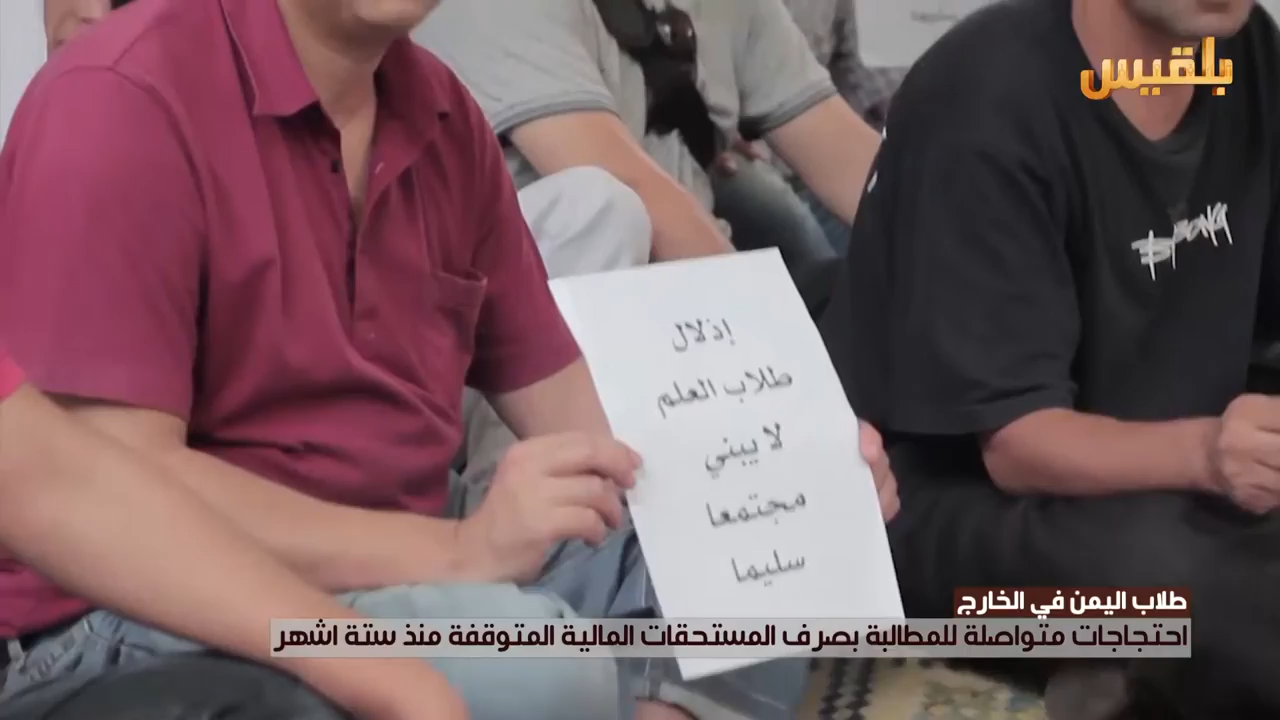 بلقيس
إذلال
طلاب العلم
لا يبني
مجتمعا
سليما
طلاب اليمن في الخارج
احتجاجات متواصلة للمطالبة بصرف المستحقات المالية المتوقفة منذ ستة اشهر